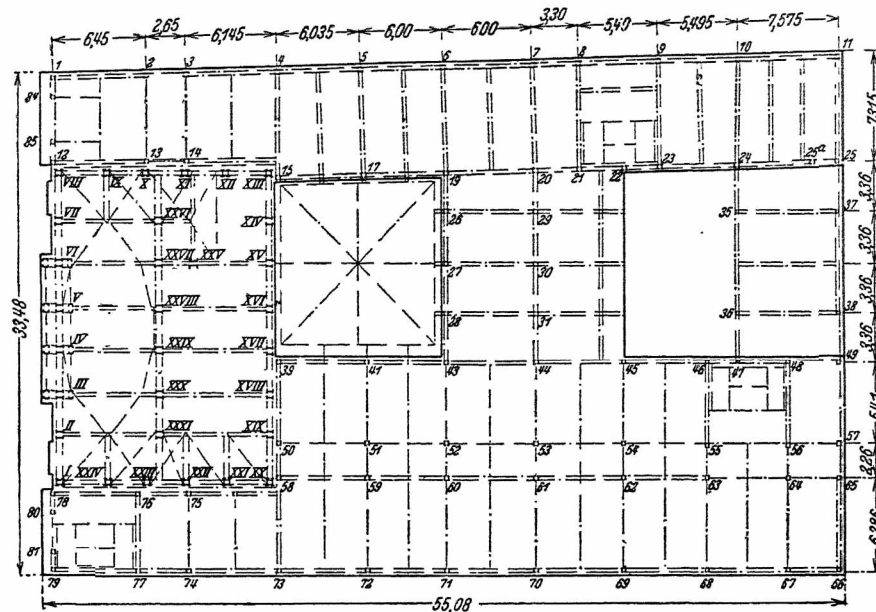 6,45 2,65 6,145 6,035 6,00 6,00 3,30 5,40 5,495 7,575
1 2 3 4 5 6 7 8 9 10 11
84
85
7,315
12 13 14 15 17 19 20 21 22 23 24 25a 25
VIII IX X XI XII XIII
VII XXVI XIV 26 29 35 37
3,36
VI XXVII XXV XV 27 30
3,36
V XXVIII XVI 28 31 36 38
3,36
IV XXIX XVII
3,36
33,48
39 41 43 44 45 46 47 48 49
III XXX XVIII
II XXXI XIX
50 51 52 53 54 55 56 57
I XXIV XXIII XXII XXI XX
58 59 60 61 62 63 64 65
78 76 75
80
81
6,286
79 77 74 73 72 71 70 69 68 67 66
55,08